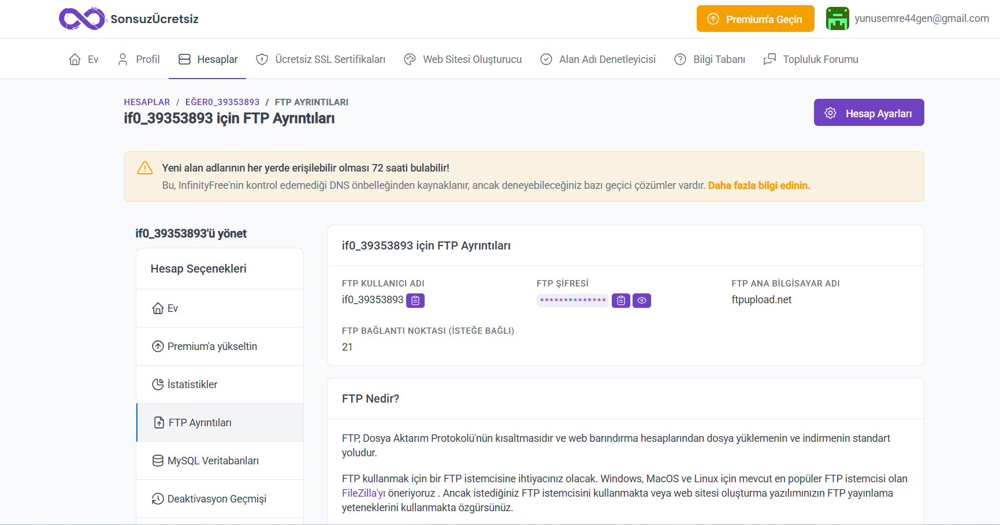 SonsuzÜcretsiz
Premium'a Geçin
yunusemre44gen@gmail.com
Ev
Profil
Hesaplar
Ücretsiz SSL Sertifikaları
Web Sitesi Oluşturucu
Alan Adı Denetleyicisi
Bilgi Tabanı
Topluluk Forumu
HESAPLAR / EĞER0_39353893 / FTP AYRINTILARI
if0_39353893 için FTP Ayrıntıları
Hesap Ayarları
Yeni alan adlarının her yerde erişilebilir olması 72 saati bulabilir!
Bu, InfinityFree'nin kontrol edemediği DNS önbelleğinden kaynaklanır, ancak deneyebileceğiniz bazı geçici çözümler vardır. Daha fazla bilgi edinin.
if0_39353893'ü yönet
Hesap Seçenekleri
Ev
Premium'a yükseltin
İstatistikler
FTP Ayrıntıları
MySQL Veritabanları
Deaktivasyon Geçmişi
if0_39353893 için FTP Ayrıntıları
FTP KULLANICI ADI
if0_39353893
FTP ŞİFRESİ
**************
FTP ANA BİLGİSAYAR ADI
ftpupload.net
FTP BAĞLANTI NOKTASI (İSTEĞE BAĞLI)
21
FTP Nedir?
FTP, Dosya Aktarım Protokolü'nün kısaltmasıdır ve web barındırma hesaplarından dosya yüklemenin ve indirmenin standart
yoludur.
FTP kullanmak için bir FTP istemcisine ihtiyacınız olacak. Windows, MacOS ve Linux için mevcut en popüler FTP istemcisi olan
FileZilla'yı öneriyoruz . Ancak istediğiniz FTP istemcisini kullanmakta veya web sitesi oluşturma yazılımınızın FTP yayınlama
yeteneklerini kullanmakta özgürsünüz.